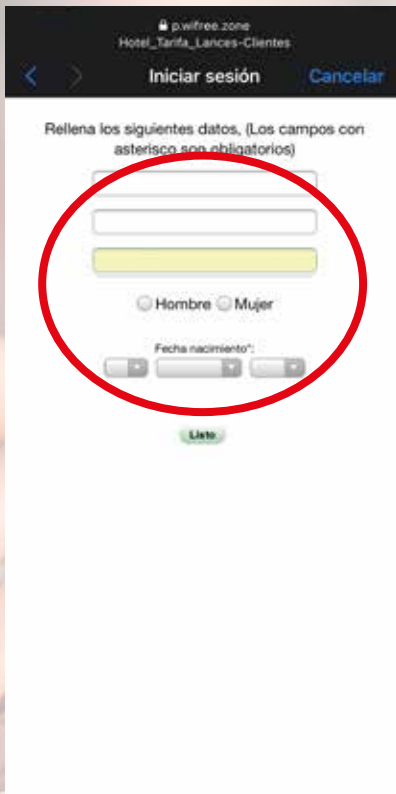 p.wifree.zone
Hotel_Tarifa_Lances-Clientes
Iniciar sesión
Cancelar
Rellena los siguientes datos, (Los campos con
asterisco son obligatorios)
Hombre Mujer
Fecha nacimiento*:
Listo